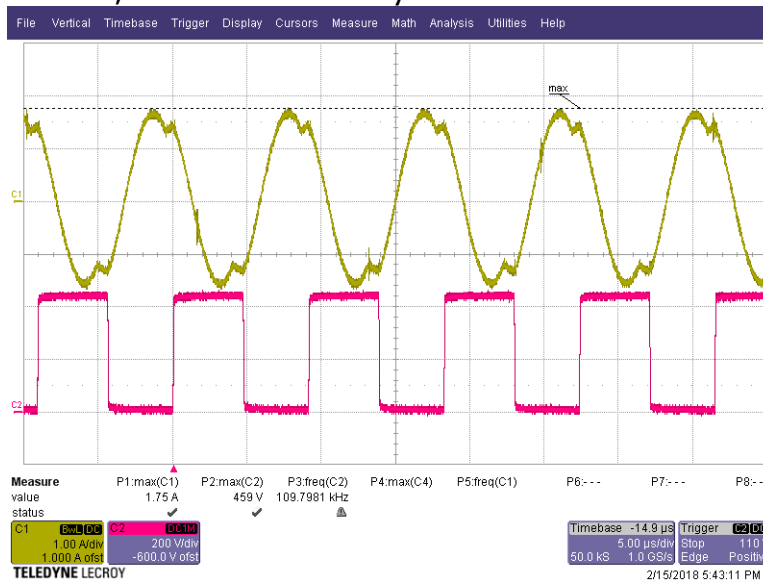 File Vertical Timebase Trigger Display Cursors Measure Math Analysis Utilities Help
max
C1
C2
Measure P1:max(C1) P2:max(C2) P3:freq(C2) P4:max(C4) P5:freq(C1) P6:- - - P7:- - - P8:- -
value 1.75 A 459 V 109.7981 kHz
status
C1 BwL DC C2 DC1M Timebase -14.9 µs Trigger C2 DC
1.00 A/div 200 V/div 5.00 µs/div Stop 110
1.000 A ofst -600.0 V ofst 50.0 kS 1.0 GS/s Edge Positiv
TELEDYNE LECROY 2/15/2018 5:43:11 PM